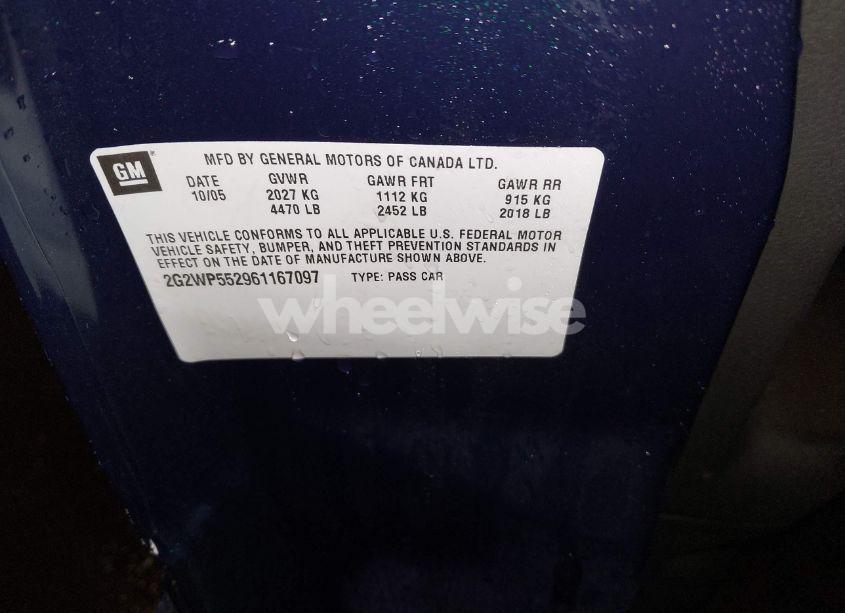 GM
MFD BY GENERAL MOTORS OF CANADA LTD.
DATE GVWR GAWR FRT GAWR RR
10/05 2027 KG 1112 KG 915 KG
4470 LB 2452 LB 2018 LB
THIS VEHICLE CONFORMS TO ALL APPLICABLE U.S. FEDERAL MOTOR
VEHICLE SAFETY, BUMPER, AND THEFT PREVENTION STANDARDS IN
EFFECT ON THE DATE OF MANUFACTURE SHOWN ABOVE.
2G2WP552961167097 TYPE: PASS CAR
wheelwise